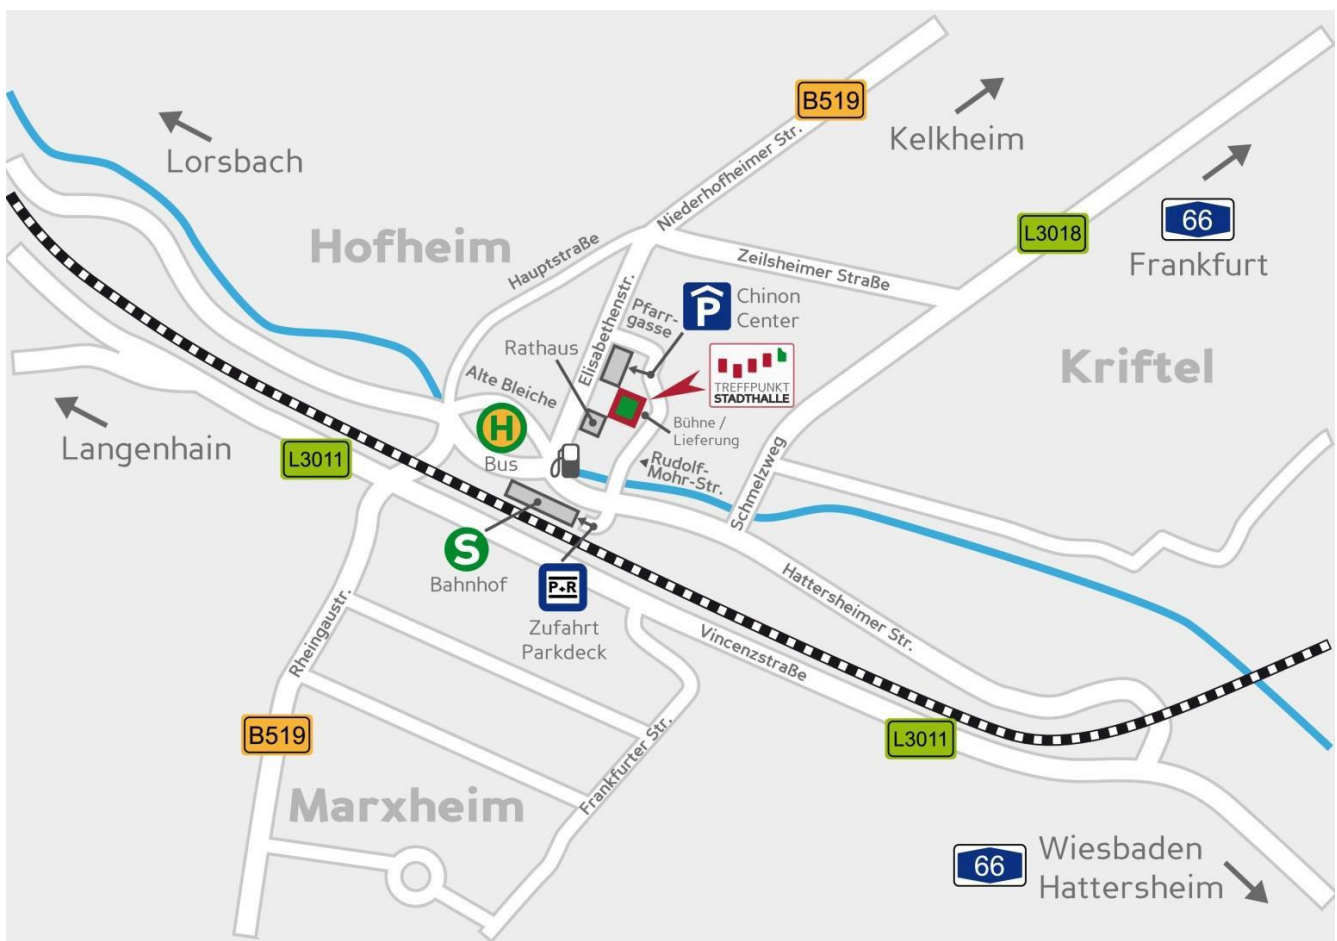 B519
Kelkheim
Lorsbach
Niederhofheimer Str.
66
Frankfurt
L3018
Hofheim
Hauptstraße
Zeilsheimer Straße
Elisabethenstr.
Pfarr-
gasse
P
Chinon
Center
Rathaus
TREFFPUNKT
STADTHALLE
Kriftel
Alte Bleiche
H
Bus
Bühne /
Lieferung
Langenhain
L3011
Rudolf-
Mohr-Str.
Schmelzweg
S
Bahnhof
P+R
Zufahrt
Parkdeck
Hattersheimer Str.
Rheingaustr.
Vincenzstraße
B519
Frankfurter Str.
L3011
Marxheim
66
Wiesbaden
Hattersheim